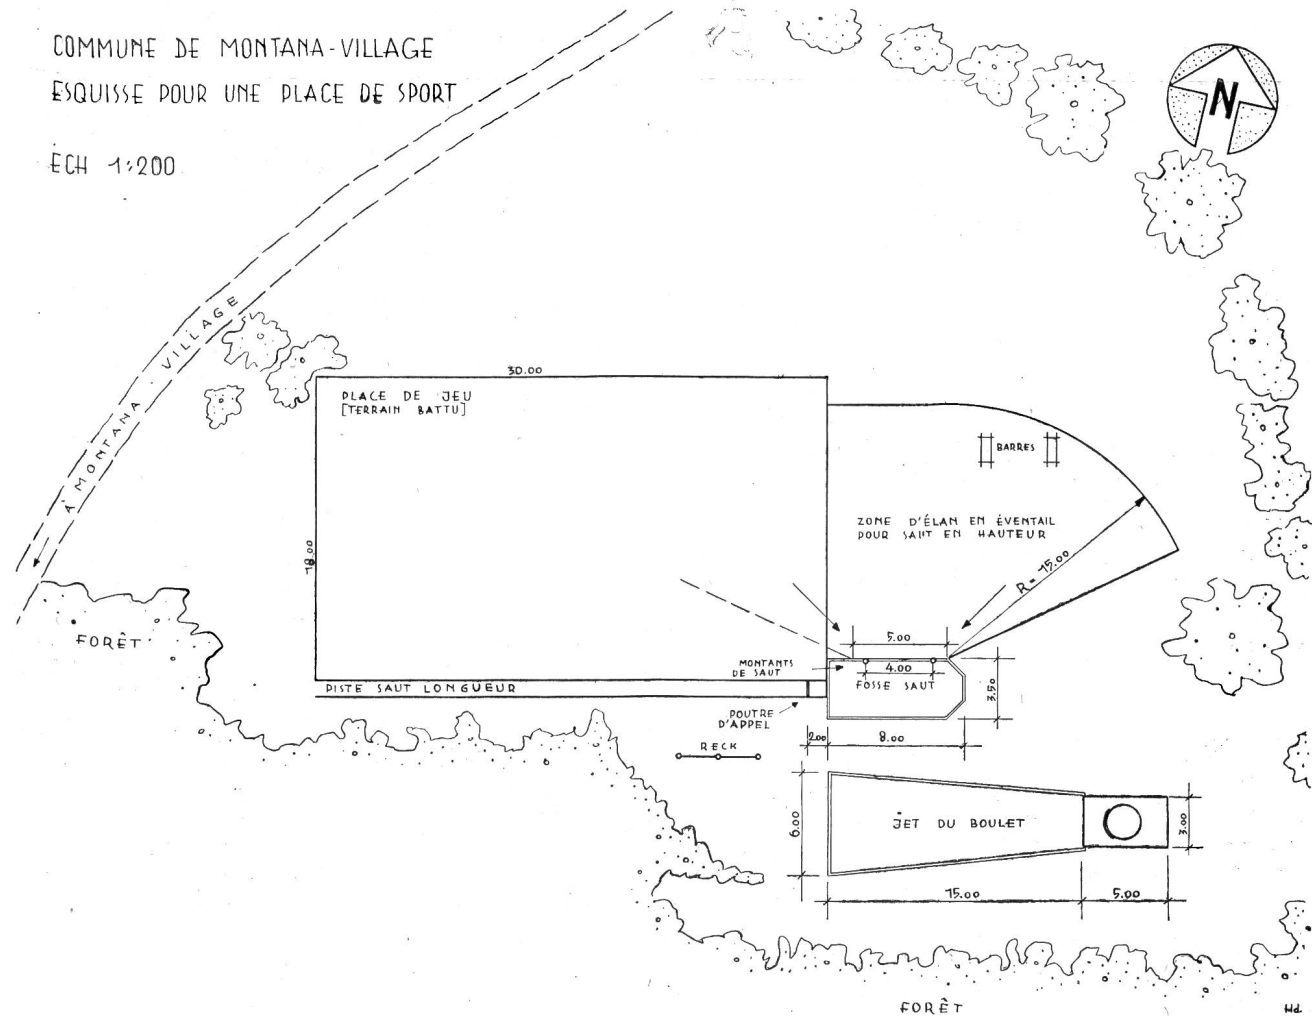 COMMUNE DE MONTANA-VILLAGE
ESQUISSE POUR UNE PLACE DE SPORT
ÉCH 1:200
N
À MONTANA-VILLAGE
30.00
PLACE DE JEU
[TERRAIN BATTU]
18.00
BARRES
ZONE D'ÉLAN EN ÉVENTAIL
POUR SAUT EN HAUTEUR
R = 15.00
FORÊT
5.00
MONTANTS
DE SAUT
4.00
FOSSE SAUT
3.50
PISTE SAUT LONGUEUR
POUTRE
D'APPEL
RECK
2.00
8.00
6.00
JET DU BOULET
3.00
15.00
5.00
FORÊT
Hd